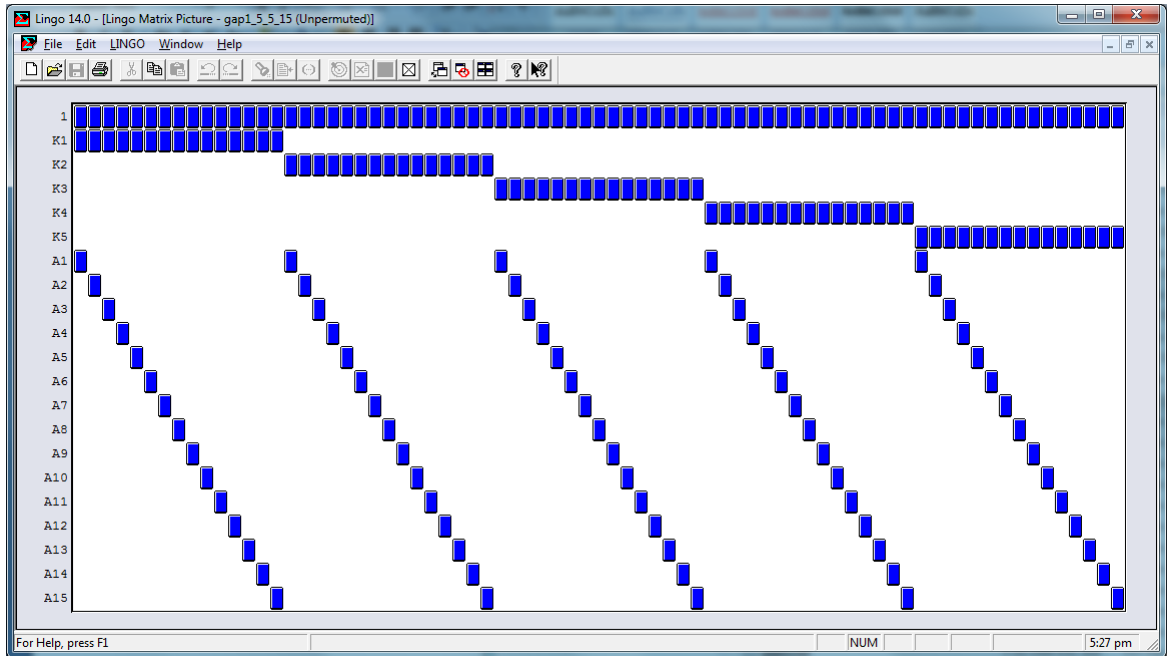 Lingo 14.0 - [Lingo Matrix Picture - gap1_5_5_15 (Unpermuted)]
File Edit LINGO Window Help
1
K1
K2
K3
K4
K5
A1
A2
A3
A4
A5
A6
A7
A8
A9
A10
A11
A12
A13
A14
A15
For Help, press F1 NUM 5:27 pm